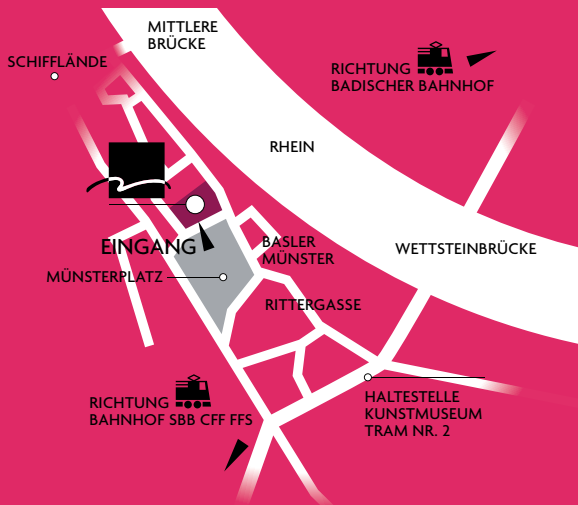 MITTLERE
BRÜCKE
SCHIFFLÄNDE
RICHTUNG
BADISCHER BAHNHOF
RHEIN
EINGANG
BASLER
MÜNSTER
WETTSTEINBRÜCKE
MÜNSTERPLATZ
RITTERGASSE
RICHTUNG
BAHNHOF SBB CFF FFS
HALTESTELLE
KUNSTMUSEUM
TRAM NR. 2